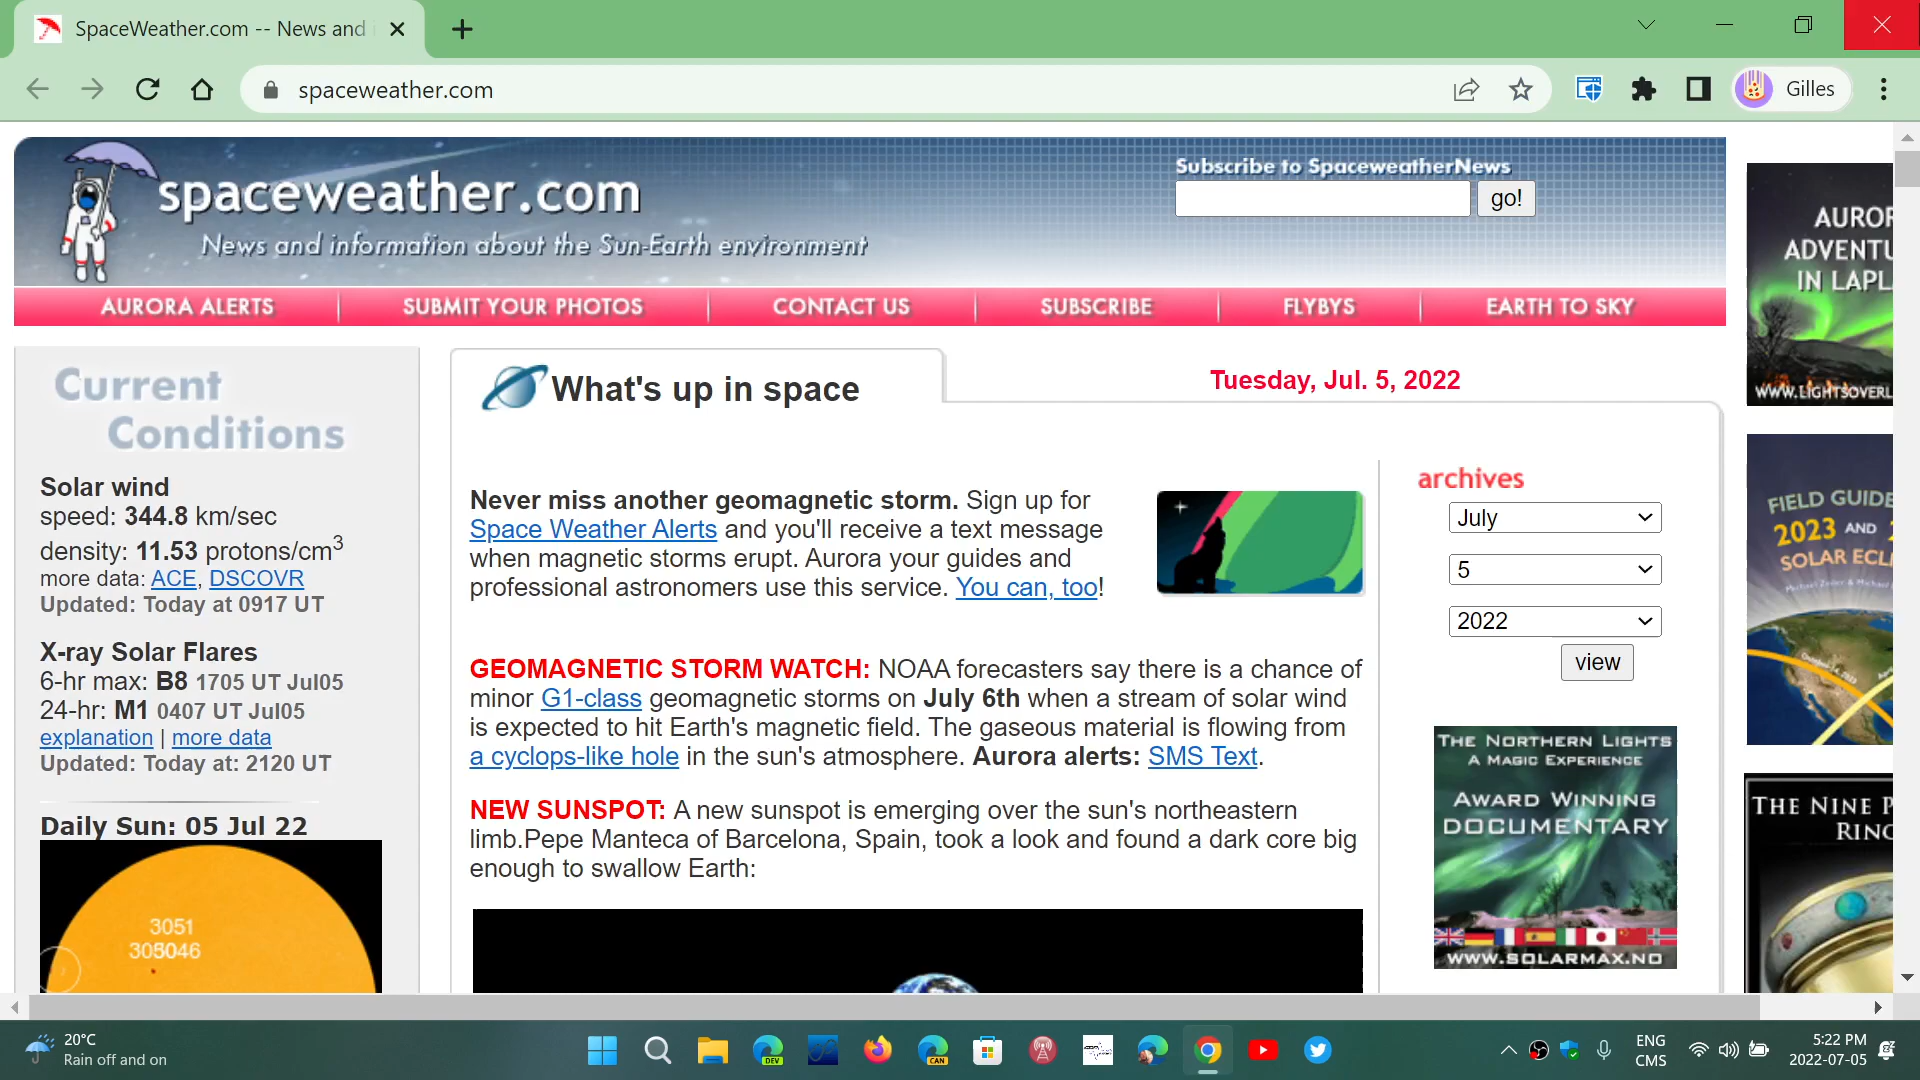 SpaceWeather.com -- News and
spaceweather.com
Gilles
spaceweather.com
News and information about the Sun-Earth environment
Subscribe to SpaceweatherNews
go!
AURORA ALERTS
SUBMIT YOUR PHOTOS
CONTACT US
SUBSCRIBE
FLYBYS
EARTH TO SKY
Current
Conditions
Solar wind
speed: 344.8 km/sec
density: 11.53 protons/cm3
more data: ACE, DSCOVR
Updated: Today at 0917 UT
X-ray Solar Flares
6-hr max: B8 1705 UT Jul05
24-hr: M1 0407 UT Jul05
explanation | more data
Updated: Today at: 2120 UT
Daily Sun: 05 Jul 22
3051
What's up in space
Tuesday, Jul. 5, 2022
Never miss another geomagnetic storm. Sign up for
Space Weather Alerts and you'll receive a text message
when magnetic storms erupt. Aurora your guides and
professional astronomers use this service. You can, too!
GEOMAGNETIC STORM WATCH: NOAA forecasters say there is a chance of
minor G1-class geomagnetic storms on July 6th when a stream of solar wind
is expected to hit Earth's magnetic field. The gaseous material is flowing from
a cyclops-like hole in the sun's atmosphere. Aurora alerts: SMS Text.
NEW SUNSPOT: A new sunspot is emerging over the sun's northeastern
limb.Pepe Manteca of Barcelona, Spain, took a look and found a dark core big
enough to swallow Earth:
archives
July
5
2022
view
THE NORTHERN LIGHTS
A MAGIC EXPERIENCE
AWARD WINNING
DOCUMENTARY
WWW.SOLARMAX.NO
AUROR
ADVENTU
IN LAPL
WWW.LIGHTSOVERL
FIELD GUIDE
2023 AND
SOLAR ECL
THE NINE P
RING
20°C
Rain off and on
DEV
CAN
ENG
CMS
5:22 PM
2022-07-05